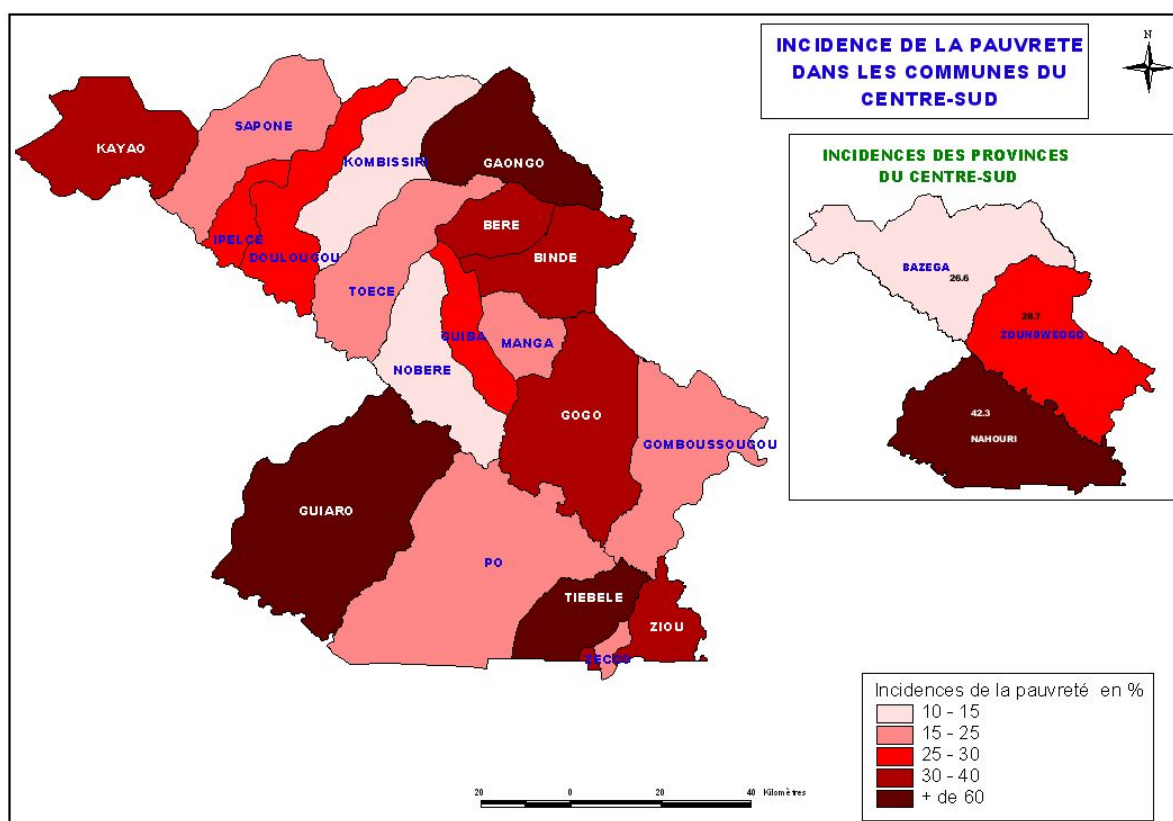 INCIDENCE DE LA PAUVRETE
DANS LES COMMUNES DU
CENTRE-SUD
N
INCIDENCES DES PROVINCES
DU CENTRE-SUD
BAZEGA
26.6
28.7
ZOUNDWEOGO
42.3
NAHOURI
KAYAO
SAPONE
KOMBISSIRI
GAONGO
IPELCE
DOULOUGOU
BERE
BINDE
TOECE
GUIBA
MANGA
NOBERE
GOGO
GOMBOUSSOUGOU
GUIARO
PO
TIEBELE
ZIOU
ZECCO
Incidences de la pauvreté en %
10 - 15
15 - 25
25 - 30
30 - 40
+ de 60
20 0 20 40 Kilomètres